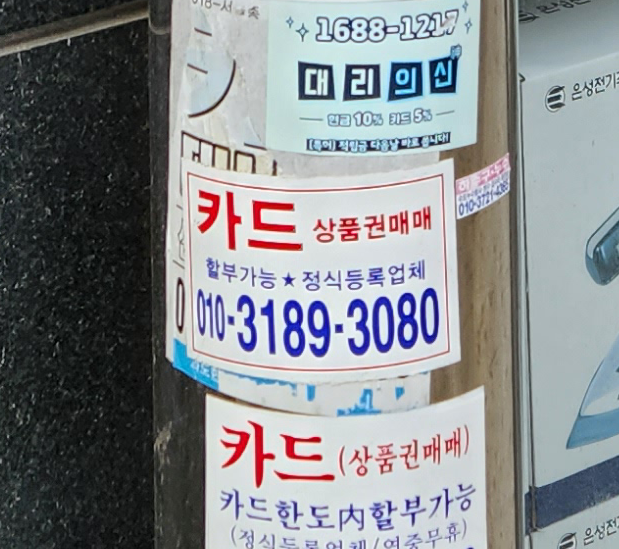 1688-1217
대리의신
현금 10% 카드 5%
카드 상품권매매
할부가능★정식등록업체
010-3189-3080
카드(상품권매매)
카드한도內할부가능
(정식등록업체/연중무휴)
은성전기
은성전